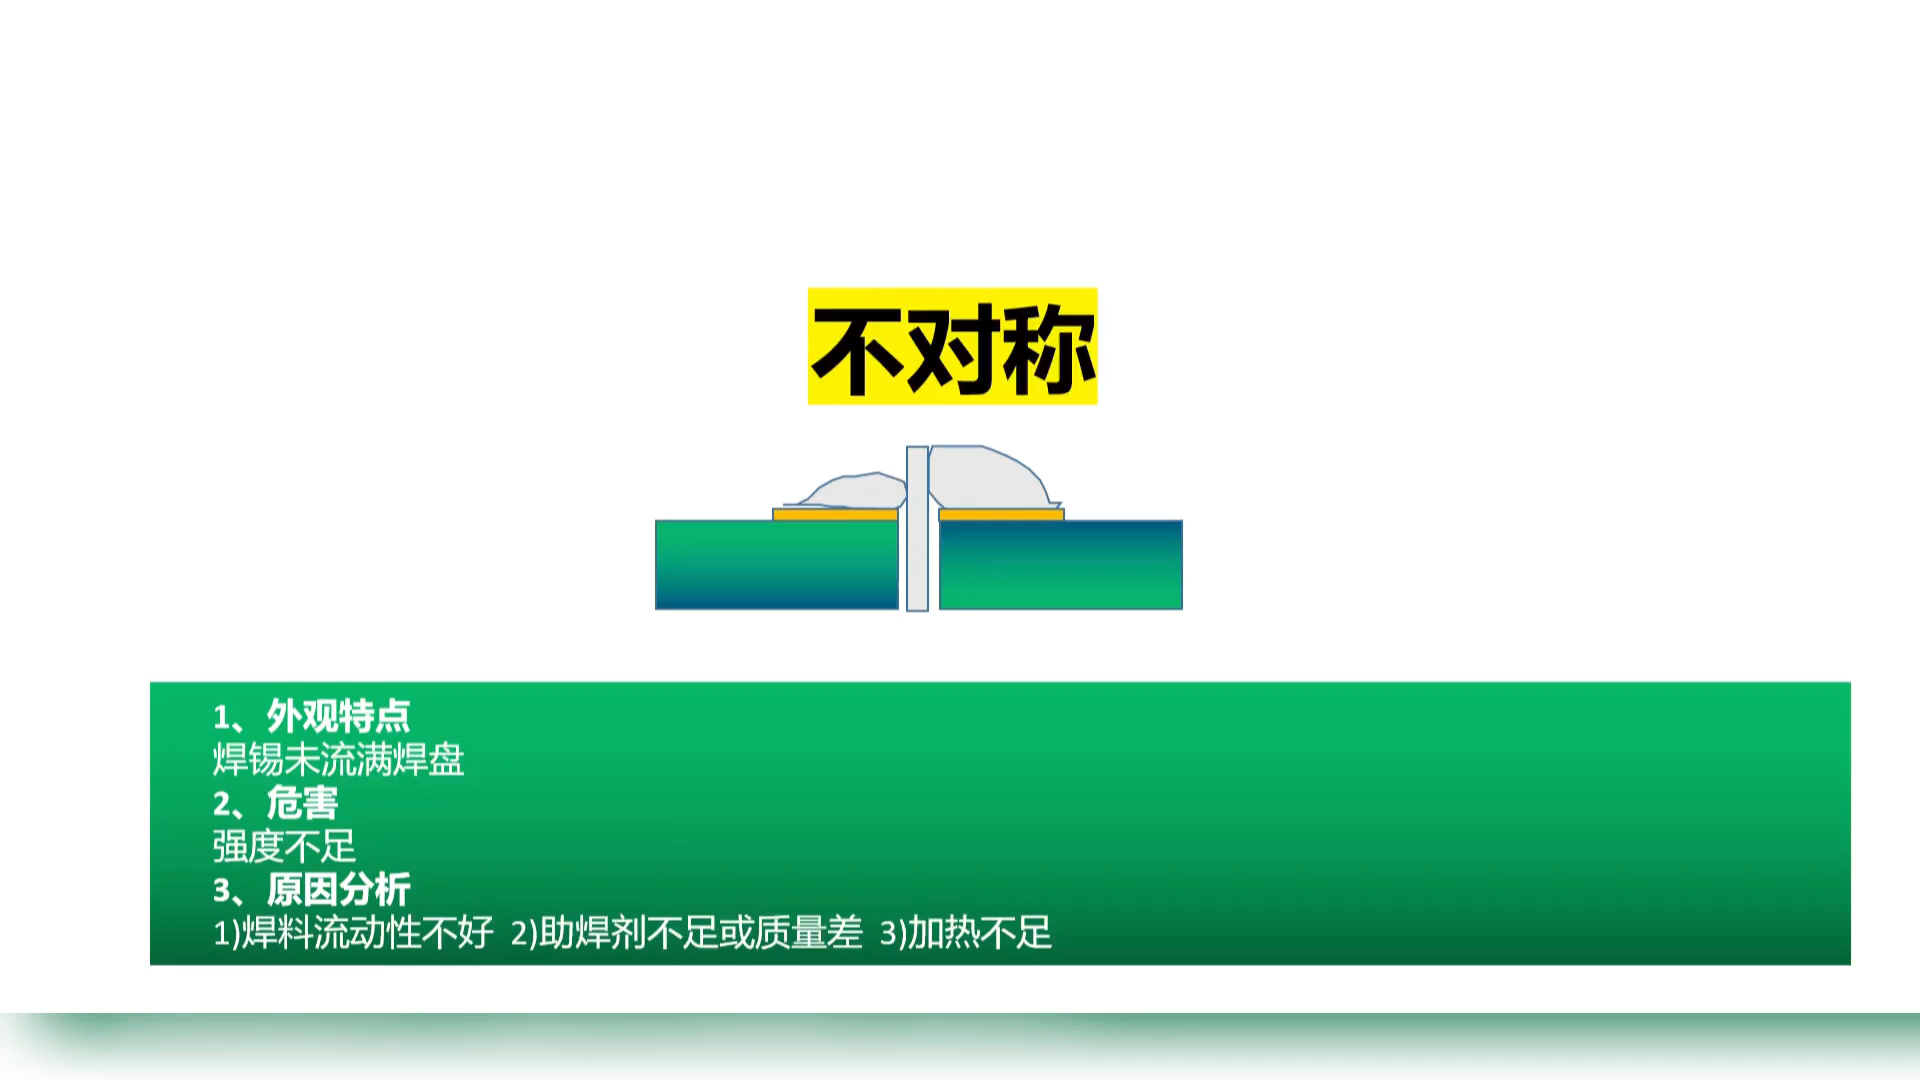 不对称
1、外观特点
焊锡未流满焊盘
2、危害
强度不足
3、原因分析
1)焊料流动性不好 2)助焊剂不足或质量差 3)加热不足